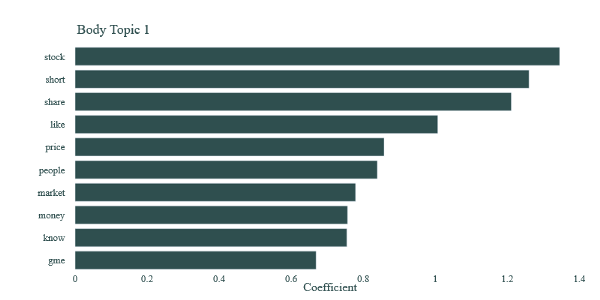 Body Topic 1
stock
short
share
like
price
people
market
money
know
gme
0 0.2 0.4 0.6 0.8 1 1.2 1.4
Coefficient